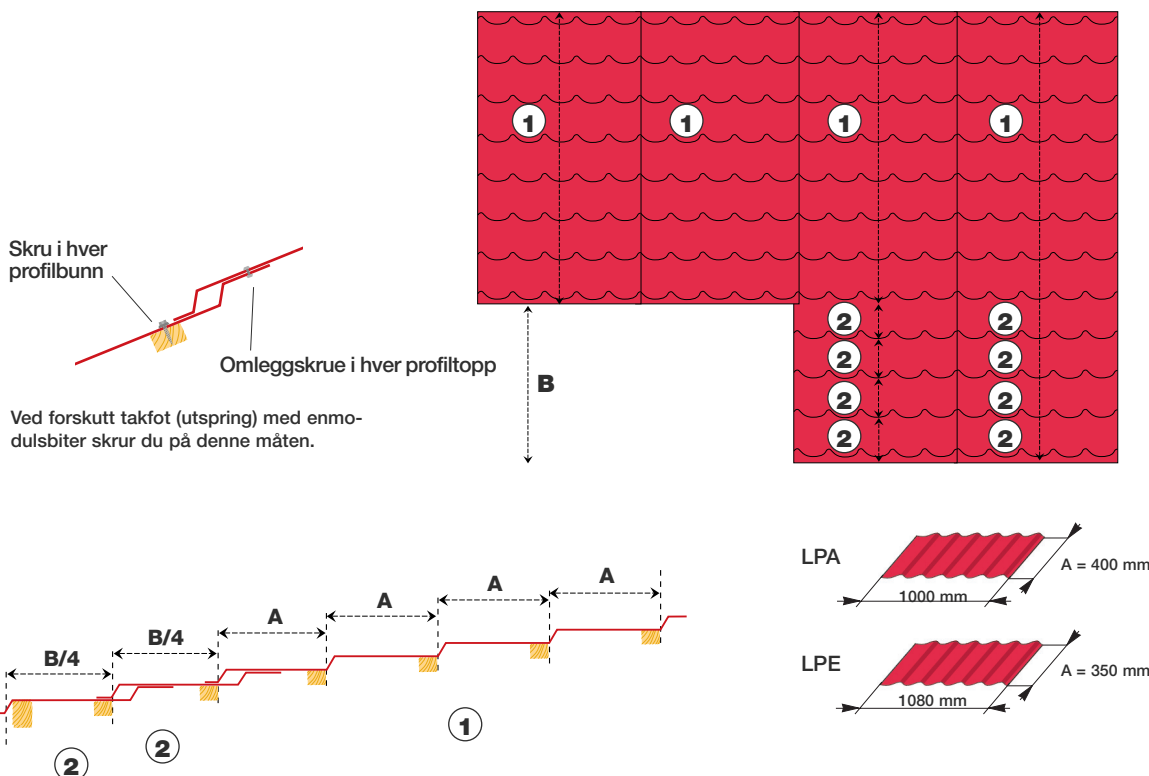 1 1 1 1
Skru i hver
profilbunn
Omleggskrue i hver profiltopp
Ved forskutt takfot (utspring) med enmo-
dulsbiter skrur du på denne måten.
B
2 2
2 2
2 2
2 2
LPA
A = 400 mm
1000 mm
LPE
A = 350 mm
1080 mm
B/4 B/4 A A A A
2 2 1